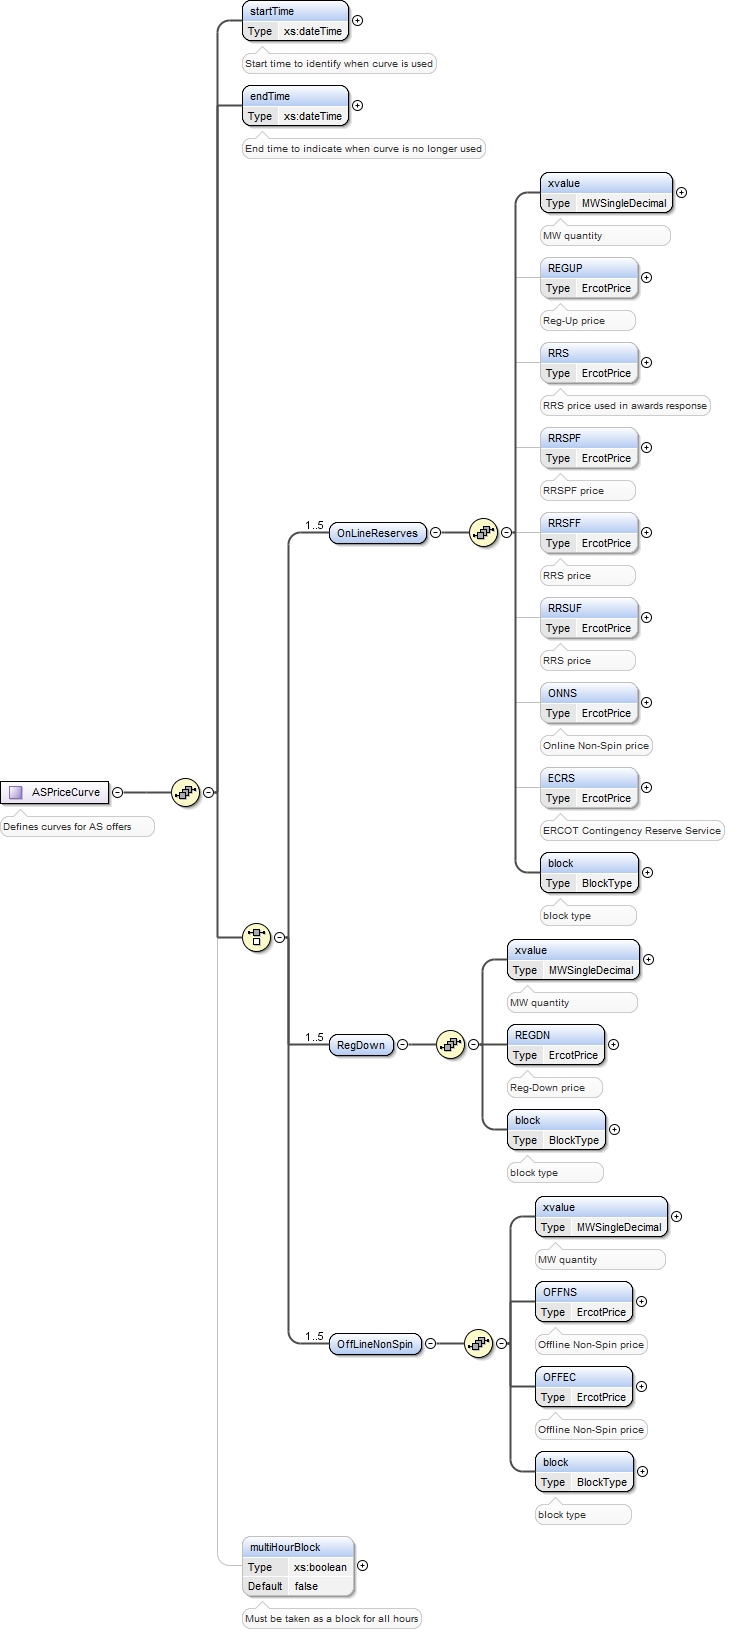 startTime
Type xs:dateTime
Start time to identify when curve is used
endTime
Type xs:dateTime
End time to indicate when curve is no longer used
xvalue
Type MWSingleDecimal
MW quantity
REGUP
Type ErcotPrice
Reg-Up price
RRS
Type ErcotPrice
RRS price used in awards response
RRSPF
Type ErcotPrice
RRSPF price
1..5
OnLineReserves
RRSFF
Type ErcotPrice
RRS price
RRSUF
Type ErcotPrice
RRS price
ONNS
Type ErcotPrice
Online Non-Spin price
ECRS
Type ErcotPrice
ERCOT Contingency Reserve Service
ASPriceCurve
Defines curves for AS offers
block
Type BlockType
block type
xvalue
Type MWSingleDecimal
MW quantity
1..5
RegDown
REGDN
Type ErcotPrice
Reg-Down price
block
Type BlockType
block type
xvalue
Type MWSingleDecimal
MW quantity
OFFNS
Type ErcotPrice
Offline Non-Spin price
1..5
OffLineNonSpin
OFFEC
Type ErcotPrice
Offline Non-Spin price
block
Type BlockType
block type
multiHourBlock
Type xs:boolean
Default false
Must be taken as a block for all hours